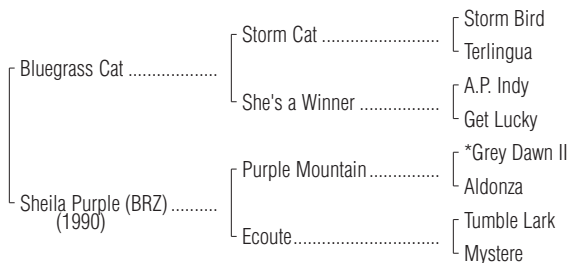 Storm Bird
Storm Cat ..............................
Terlingua
Bluegrass Cat ......................
A.P. Indy
She's a Winner ....................
Get Lucky
*Grey Dawn II
Purple Mountain..................
Aldonza
Sheila Purple (BRZ) ............
(1990)
Tumble Lark
Ecoute.....................................
Mystere